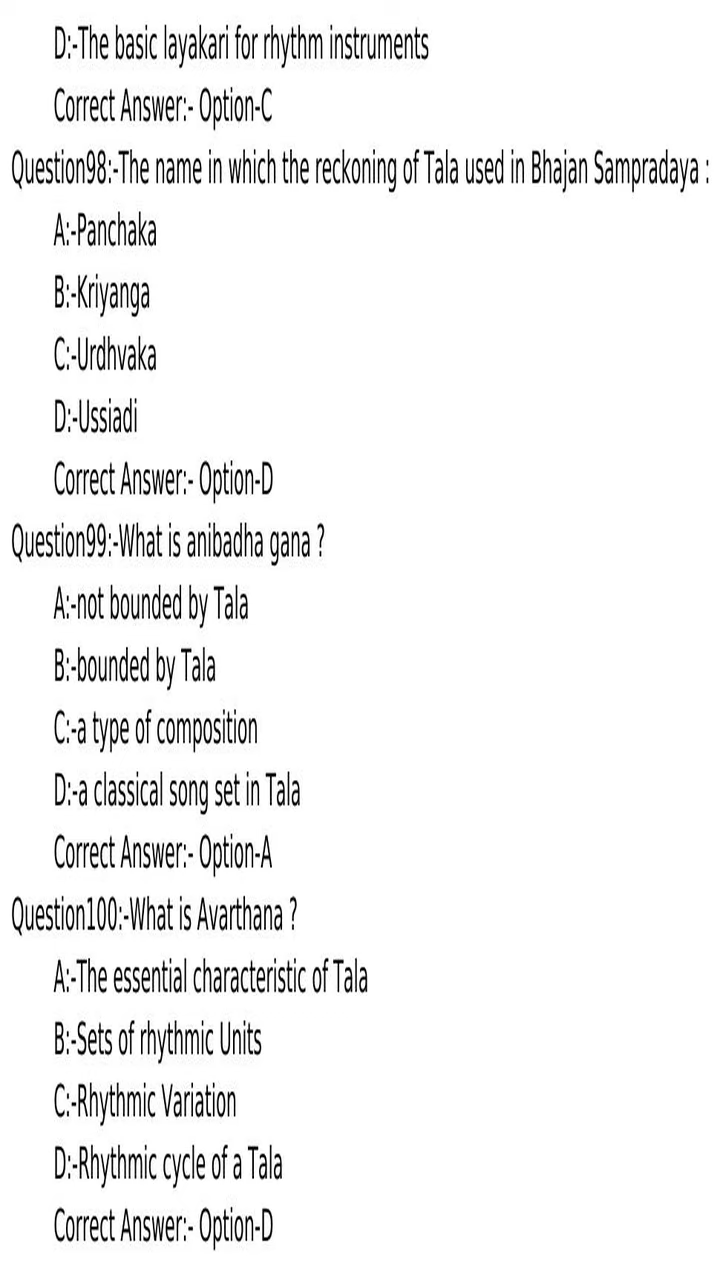 D:-The basic layakari for rhythm instruments
Correct Answer:- Option-C
Question98:-The name in which the reckoning of Tala used in Bhajan Sampradaya :
A:-Panchaka
B:-Kriyanga
C:-Urdhvaka
D:-Ussiadi
Correct Answer:- Option-D
Question99:-What is anibadha gana ?
A:-not bounded by Tala
B:-bounded by Tala
C:-a type of composition
D:-a classical song set in Tala
Correct Answer:- Option-A
Question100:-What is Avarthana ?
A:-The essential characteristic of Tala
B:-Sets of rhythmic Units
C:-Rhythmic Variation
D:-Rhythmic cycle of a Tala
Correct Answer:- Option-D